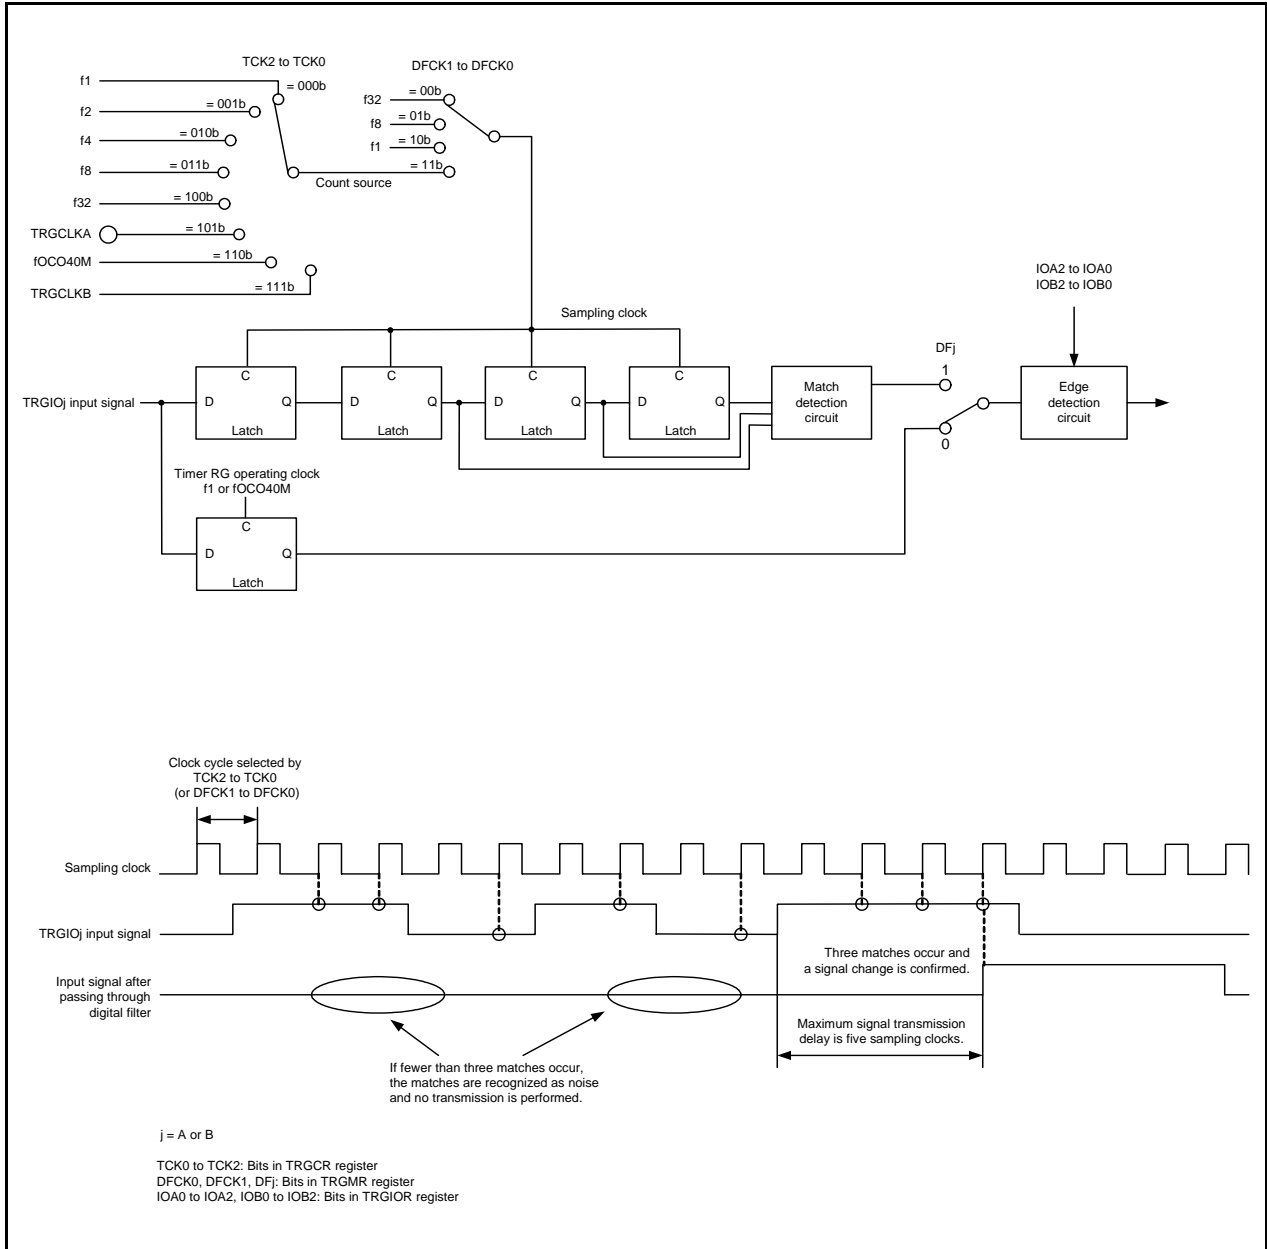 TCK2 to TCK0
DFCK1 to DFCK0
f1
= 000b
f2
= 001b
f4
= 010b
f8
= 011b
f32
= 100b
TRGCLKA
= 101b
fOCO40M
= 110b
TRGCLKB
= 111b
f32
= 00b
f8
= 01b
f1
= 10b
= 11b
Count source
IOA2 to IOA0
IOB2 to IOB0
Sampling clock
DFj
1
0
TRGIOj input signal
C
D
Q
Latch
C
D
Q
Latch
C
D
Q
Latch
C
D
Q
Latch
Match
detection
circuit
Edge
detection
circuit
Timer RG operating clock
f1 or fOCO40M
C
D
Q
Latch
Clock cycle selected by
TCK2 to TCK0
(or DFCK1 to DFCK0)
Sampling clock
TRGIOj input signal
Three matches occur and
a signal change is confirmed.
Input signal after
passing through
digital filter
Maximum signal transmission
delay is five sampling clocks.
If fewer than three matches occur,
the matches are recognized as noise
and no transmission is performed.
j = A or B
TCK0 to TCK2: Bits in TRGCR register
DFCK0, DFCK1, DFj: Bits in TRGMR register
IOA0 to IOA2, IOB0 to IOB2: Bits in TRGIOR register